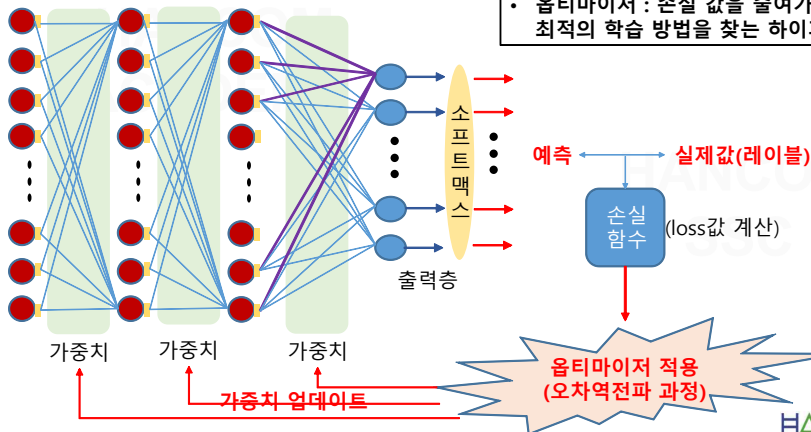 • 옵티마이저 : 손실 값을 줄여가
최적의 학습 방법을 찾는 하이
소프트맥스
예측
실제값(레이블)
손실
함수
(loss값 계산)
출력층
가중치
가중치
가중치
옵티마이저 적용
(오차역전파 과정)
가중치 업데이트
HANCO
SSC
HA